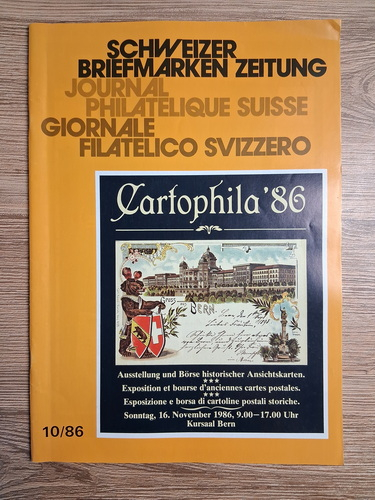 SCHWEIZER
BRIEFMARKEN ZEITUNG
JOURNAL
PHILATELIQUE SUISSE
GIORNALE
FILATELICO SVIZZERO
Cartophila '86
Gruss aus
BERN.
Ausstellung und Börse historischer Ansichtskarten.
***
Exposition et bourse d'anciennes cartes postales.
***
Esposizione e borsa di cartoline postali storiche.
Sonntag, 16. November 1986, 9.00–17.00 Uhr
Kursaal Bern
10/86